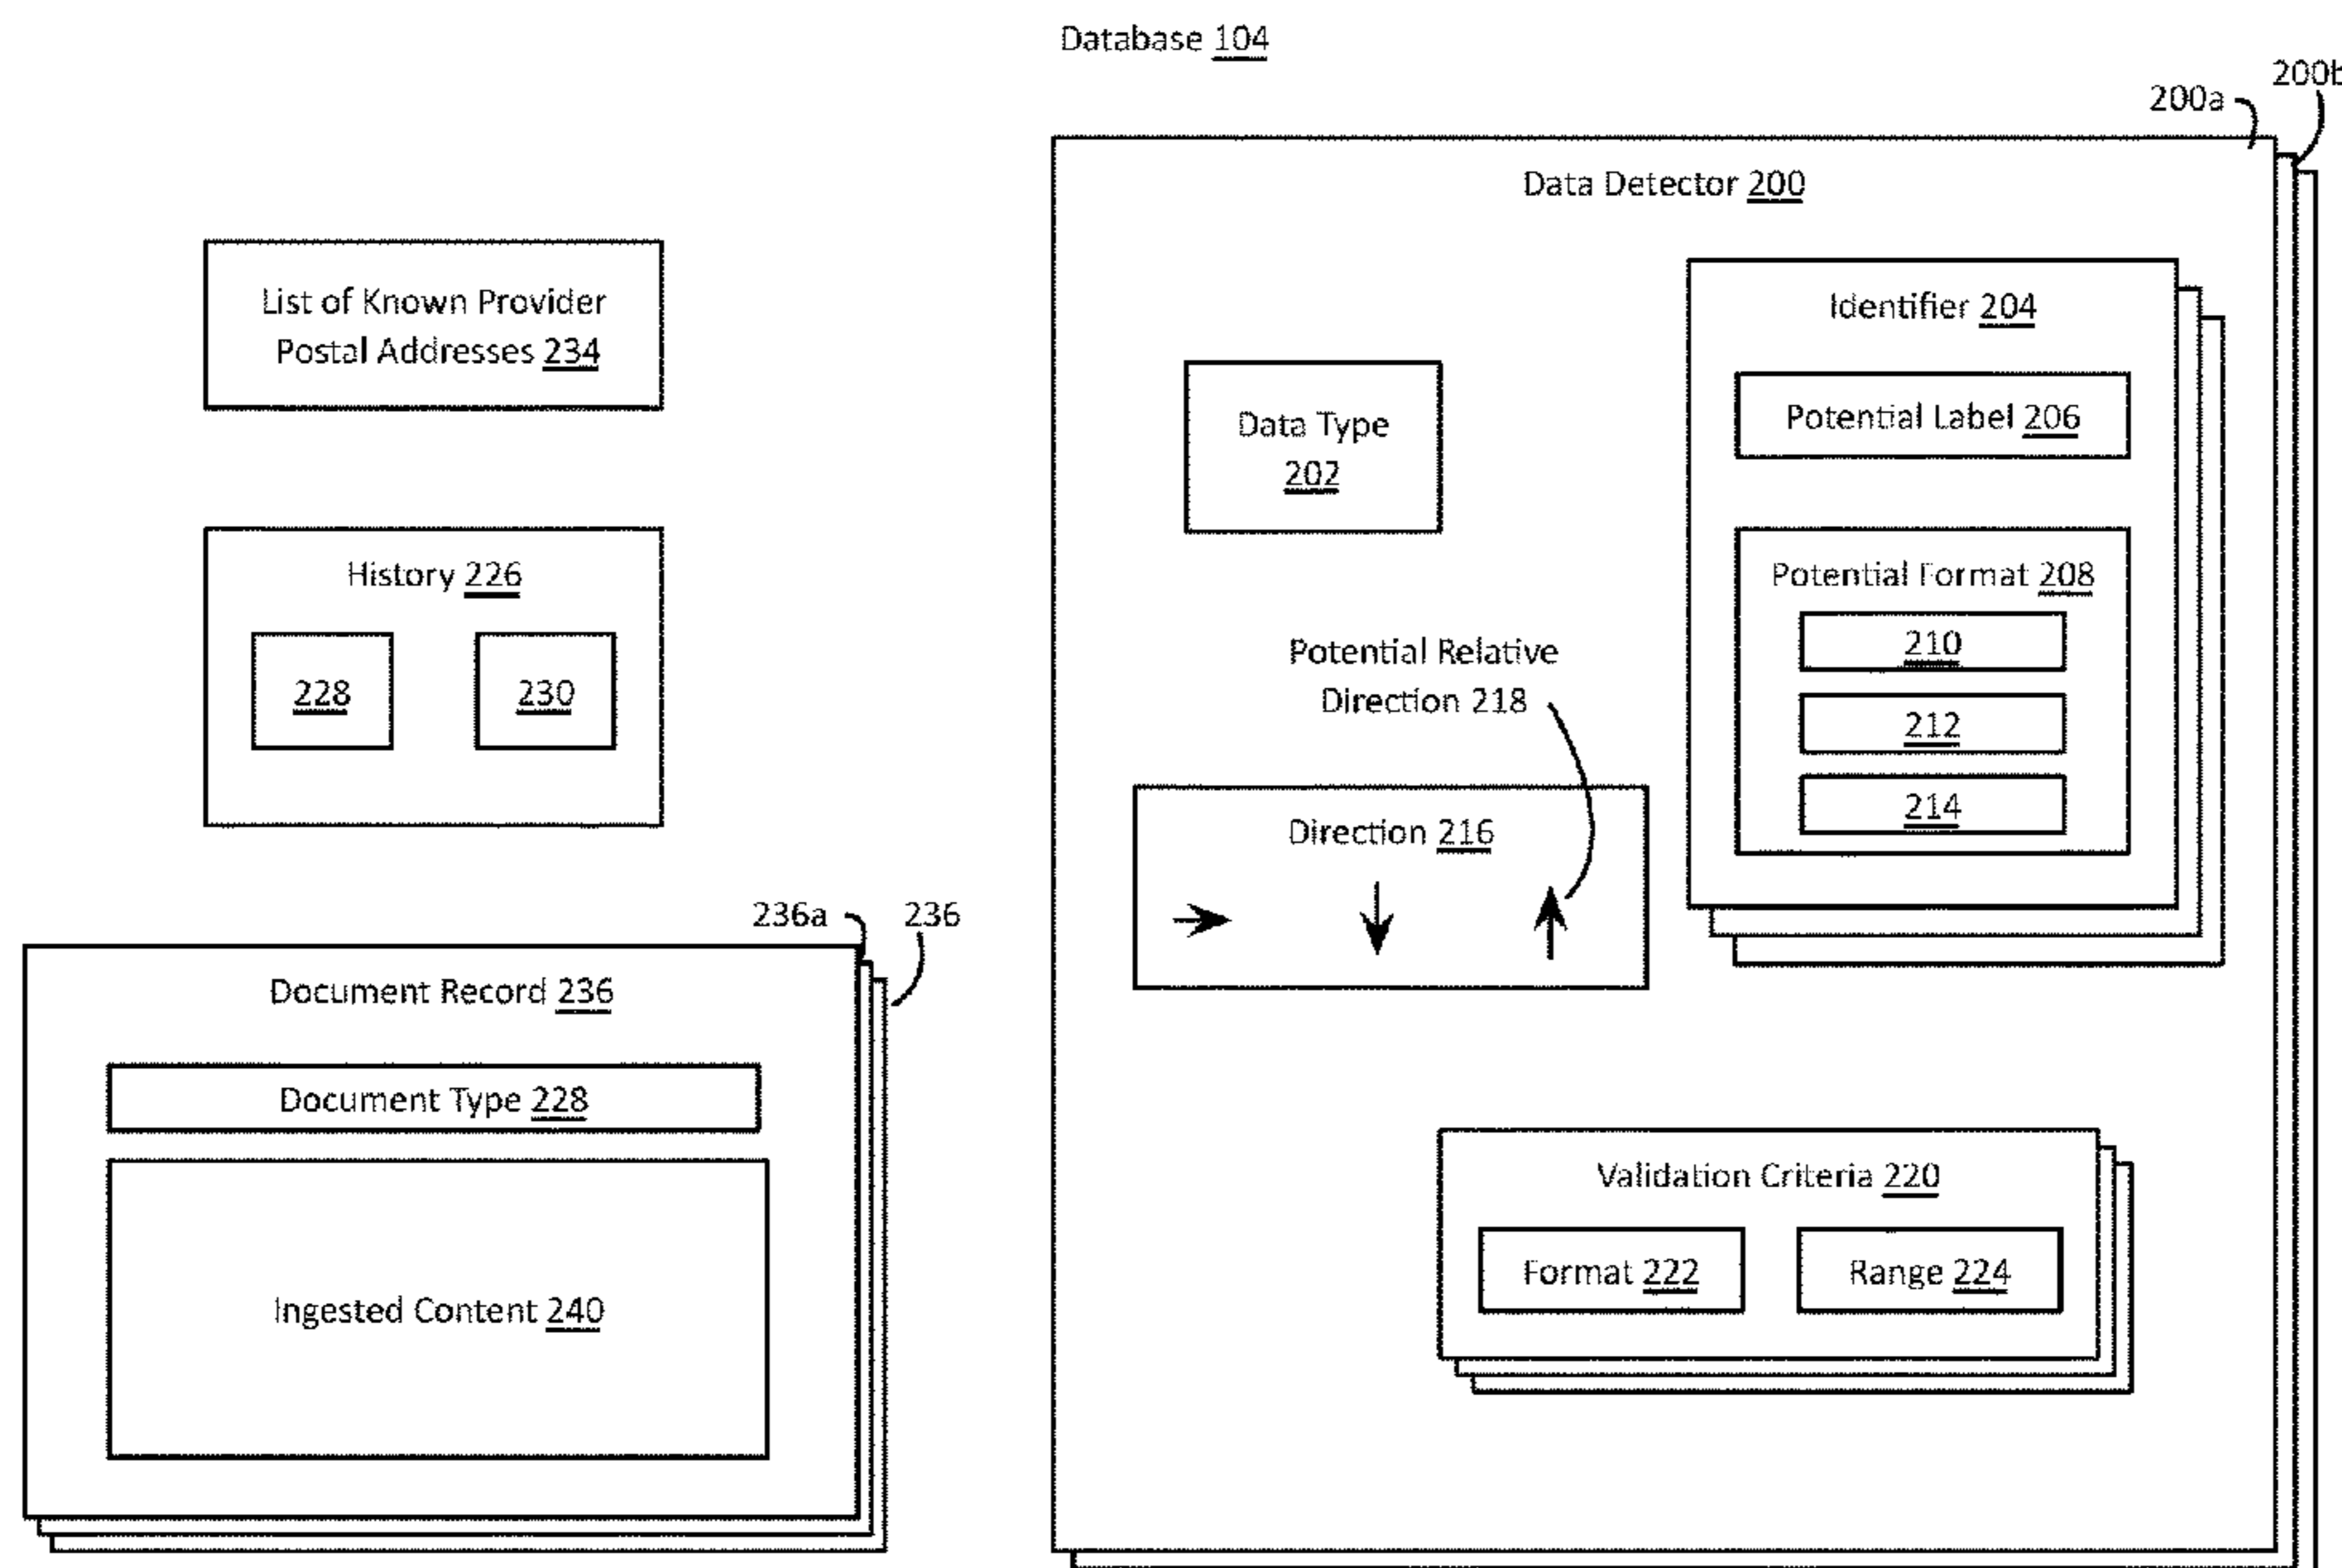 Database 104
200a
200b
Data Detector 200
List of Known Provider
Postal Addresses 234
History 226
228
230
236a
236
Document Record 236
Document Type 228
Ingested Content 240
Data Type
202
Identifier 204
Potential Label 206
Potential Format 208
210
212
214
Potential Relative
Direction 218
Direction 216
Validation Criteria 220
Format 222
Range 224